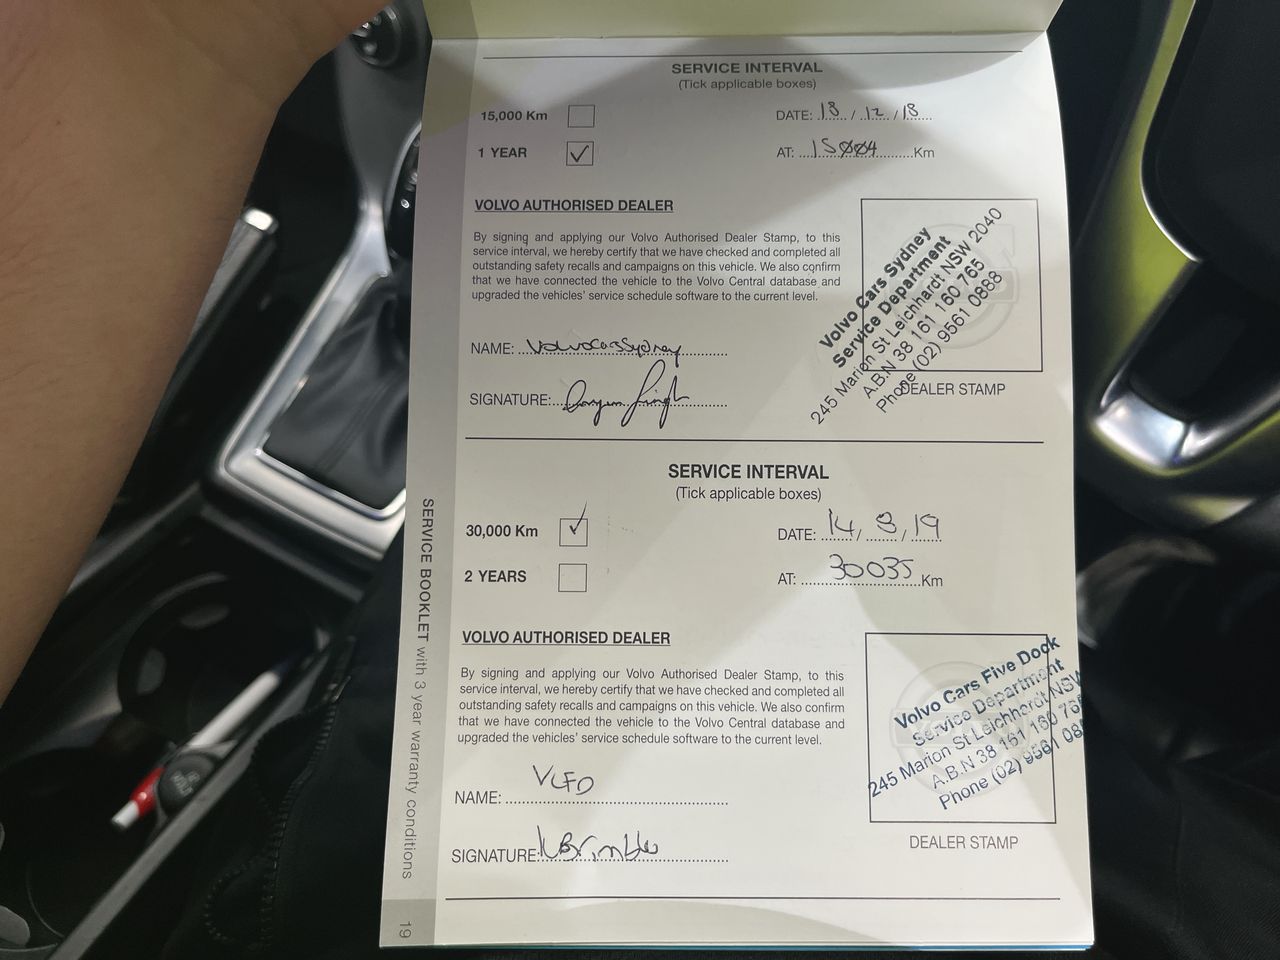 SERVICE INTERVAL
(Tick applicable boxes)
15,000 Km
DATE: 18 / 12 / 18
1 YEAR ✓
AT: 15004 Km
VOLVO AUTHORISED DEALER
By signing and applying our Volvo Authorised Dealer Stamp, to this
service interval, we hereby certify that we have checked and completed all
outstanding safety recalls and campaigns on this vehicle. We also confirm
that we have connected the vehicle to the Volvo Central database and
upgraded the vehicles' service schedule software to the current level.
Volvo Cars Sydney
Service Department
245 Marion St Leichhardt NSW 2040
A.B.N 38 161 160 765
Phone (02) 9561 0888
NAME: Volvocarssydney
SIGNATURE: Singh
DEALER STAMP
SERVICE INTERVAL
(Tick applicable boxes)
30,000 Km ✓
DATE: 14 / 8 / 19
2 YEARS
AT: 30035 Km
VOLVO AUTHORISED DEALER
By signing and applying our Volvo Authorised Dealer Stamp, to this
service interval, we hereby certify that we have checked and completed all
outstanding safety recalls and campaigns on this vehicle. We also confirm
that we have connected the vehicle to the Volvo Central database and
upgraded the vehicles' service schedule software to the current level.
Volvo Cars Five Dock
Service Department
245 Marion St Leichhardt NSW
A.B.N 38 161 160 765
Phone (02) 9561 088
NAME: VCFD
SIGNATURE:
DEALER STAMP
SERVICE BOOKLET with 3 year warranty conditions
19